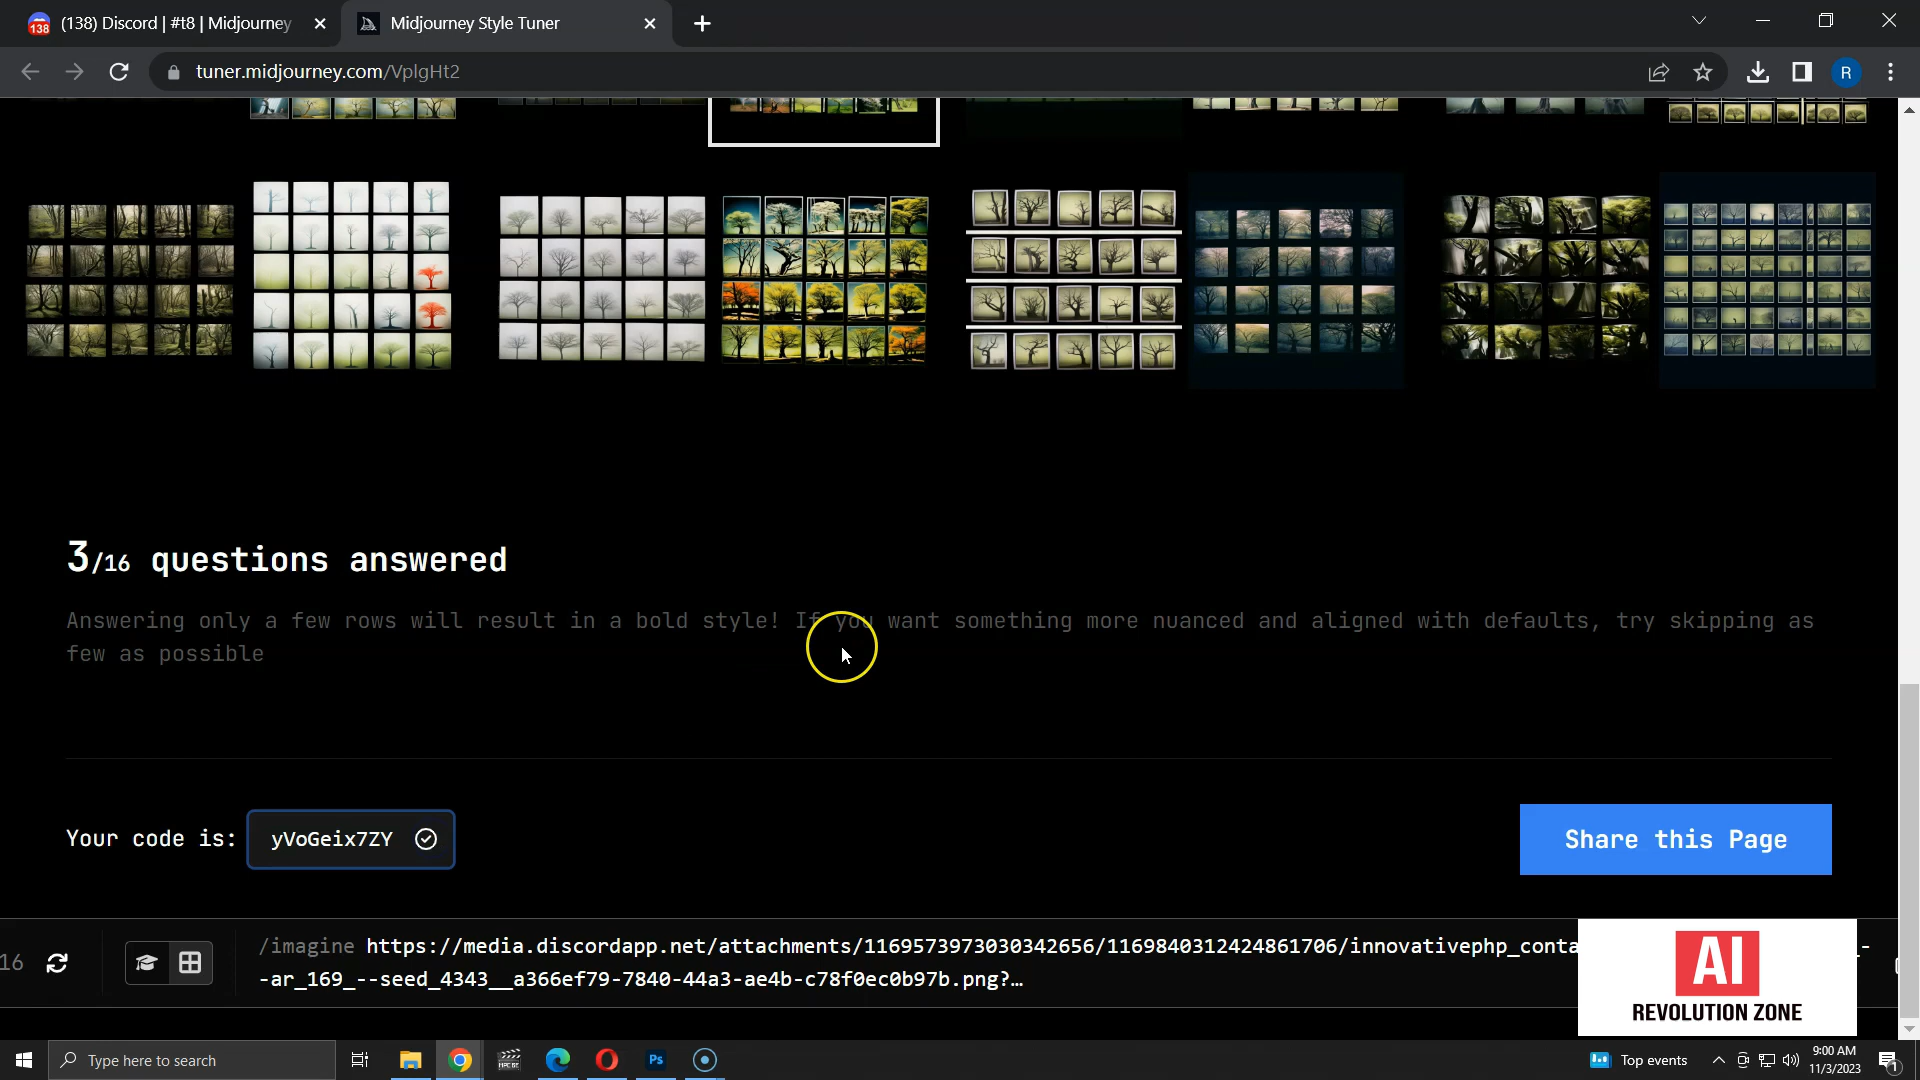 138
(138) Discord | #t8 | Midjourney
Midjourney Style Tuner
tuner.midjourney.com/VplgHt2
R
3/16 questions answered
Answering only a few rows will result in a bold style! If you want something more nuanced and aligned with defaults, try skipping as
few as possible
Your code is: yVoGeix7ZY
Share this Page
16
/imagine https://media.discordapp.net/attachments/1169573973030342656/1169840312424861706/innovativephp_conta
-ar_169_--seed_4343__a366ef79-7840-44a3-ae4b-c78f0ec0b97b.png?…
AI
REVOLUTION ZONE
Type here to search
Ps
Top events
9:00 AM
11/3/2023
1